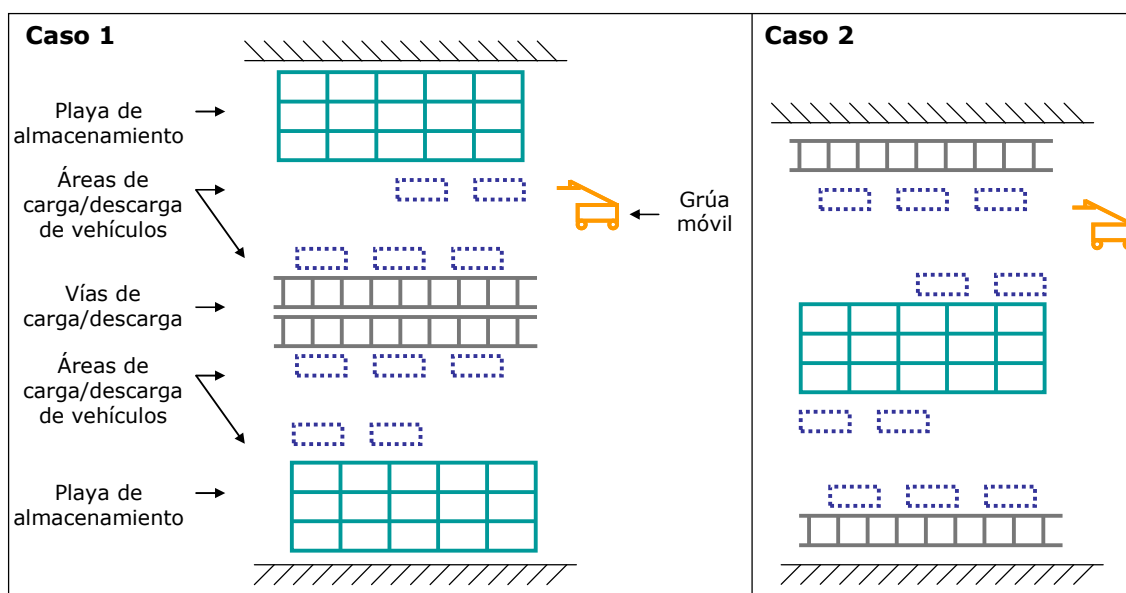 Caso 1
Playa de
almacenamiento
Áreas de
carga/descarga
de vehículos
Vías de
carga/descarga
Áreas de
carga/descarga
de vehículos
Playa de
almacenamiento
Grúa
móvil
Caso 2